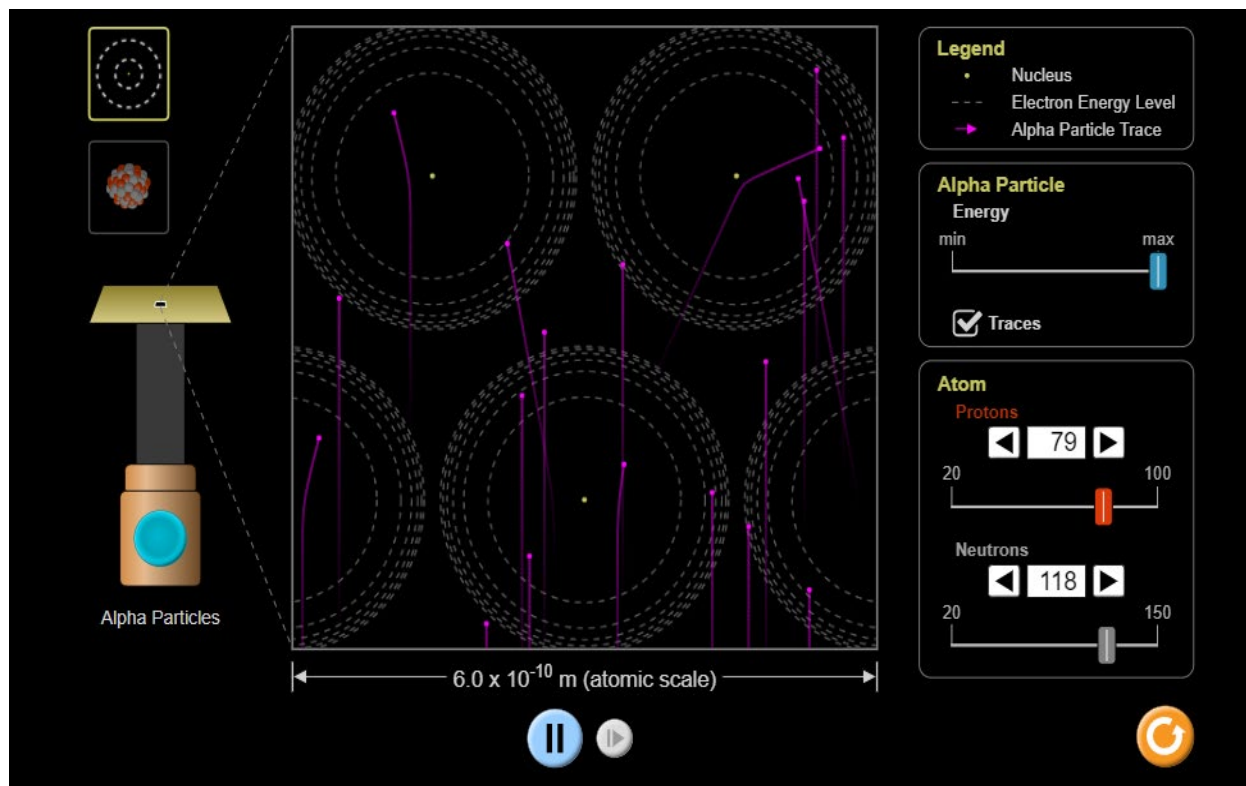 Legend
Nucleus
Electron Energy Level
Alpha Particle Trace
Alpha Particle
Energy
min max
Traces
Atom
Protons
79
20 100
Neutrons
118
20 150
Alpha Particles
6.0 x 10⁻¹⁰ m (atomic scale)